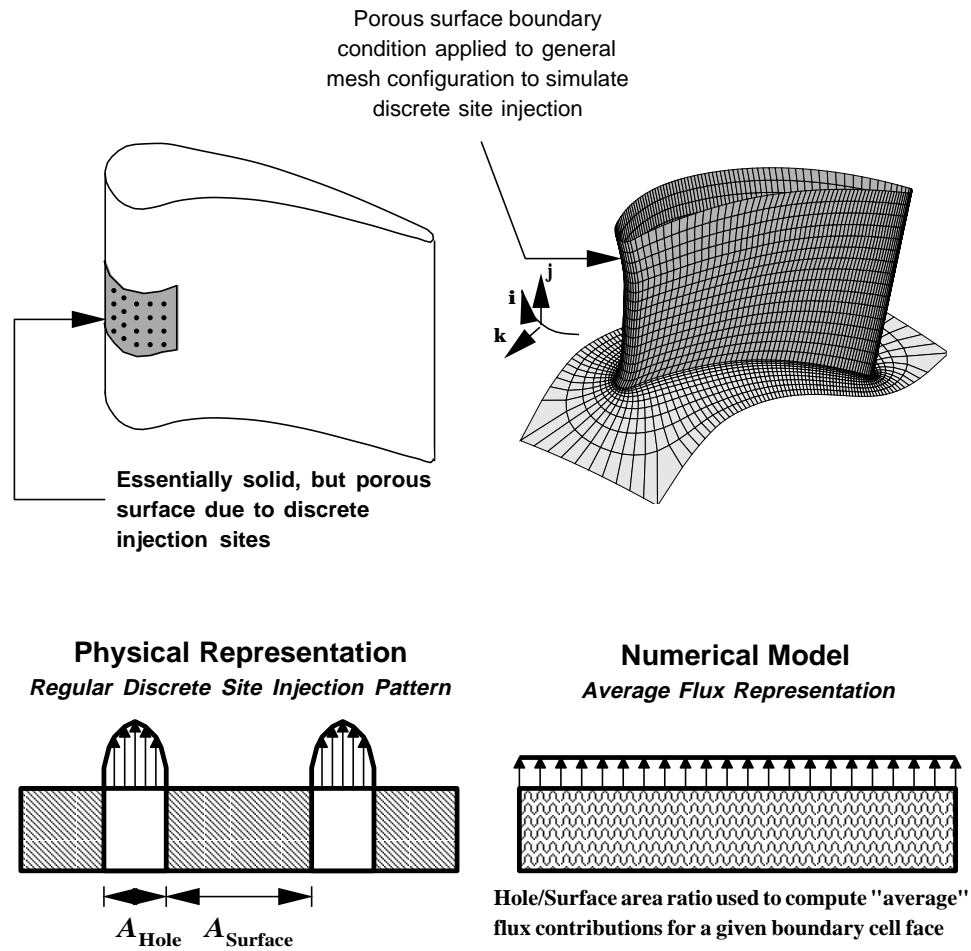 Porous surface boundary
condition applied to general
mesh configuration to simulate
discrete site injection
j
i
k
Essentially solid, but porous
surface due to discrete
injection sites
Physical Representation
Regular Discrete Site Injection Pattern
Numerical Model
Average Flux Representation
A Hole
A Surface
Hole/Surface area ratio used to compute "average"
flux contributions for a given boundary cell face